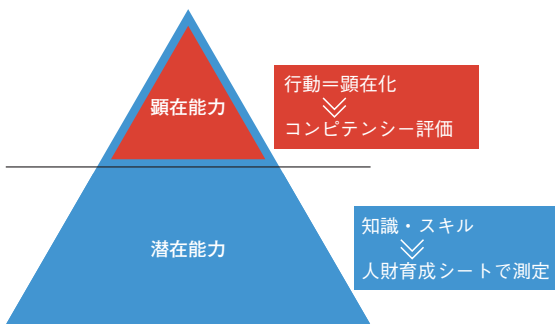 顕在能力
行動＝顕在化
コンピテンシー評価
潜在能力
知識・スキル
人財育成シートで測定